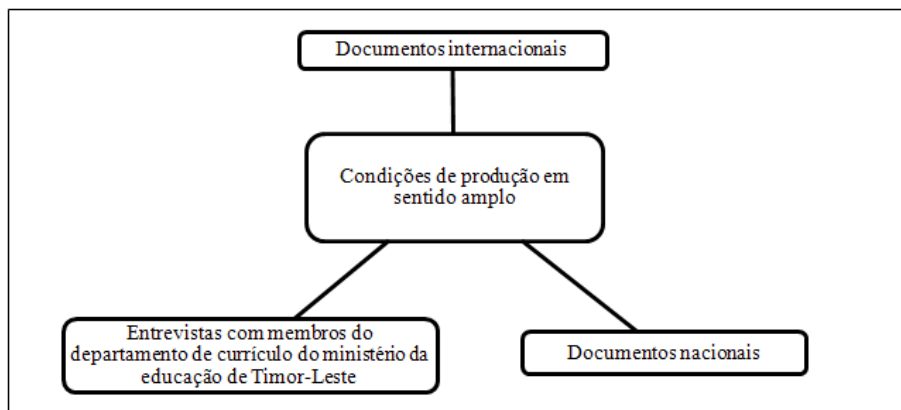 Documentos internacionais
Condições de produção em
sentido amplo
Entrevistas com membros do
departamento de currículo do ministério da
educação de Timor-Leste
Documentos nacionais